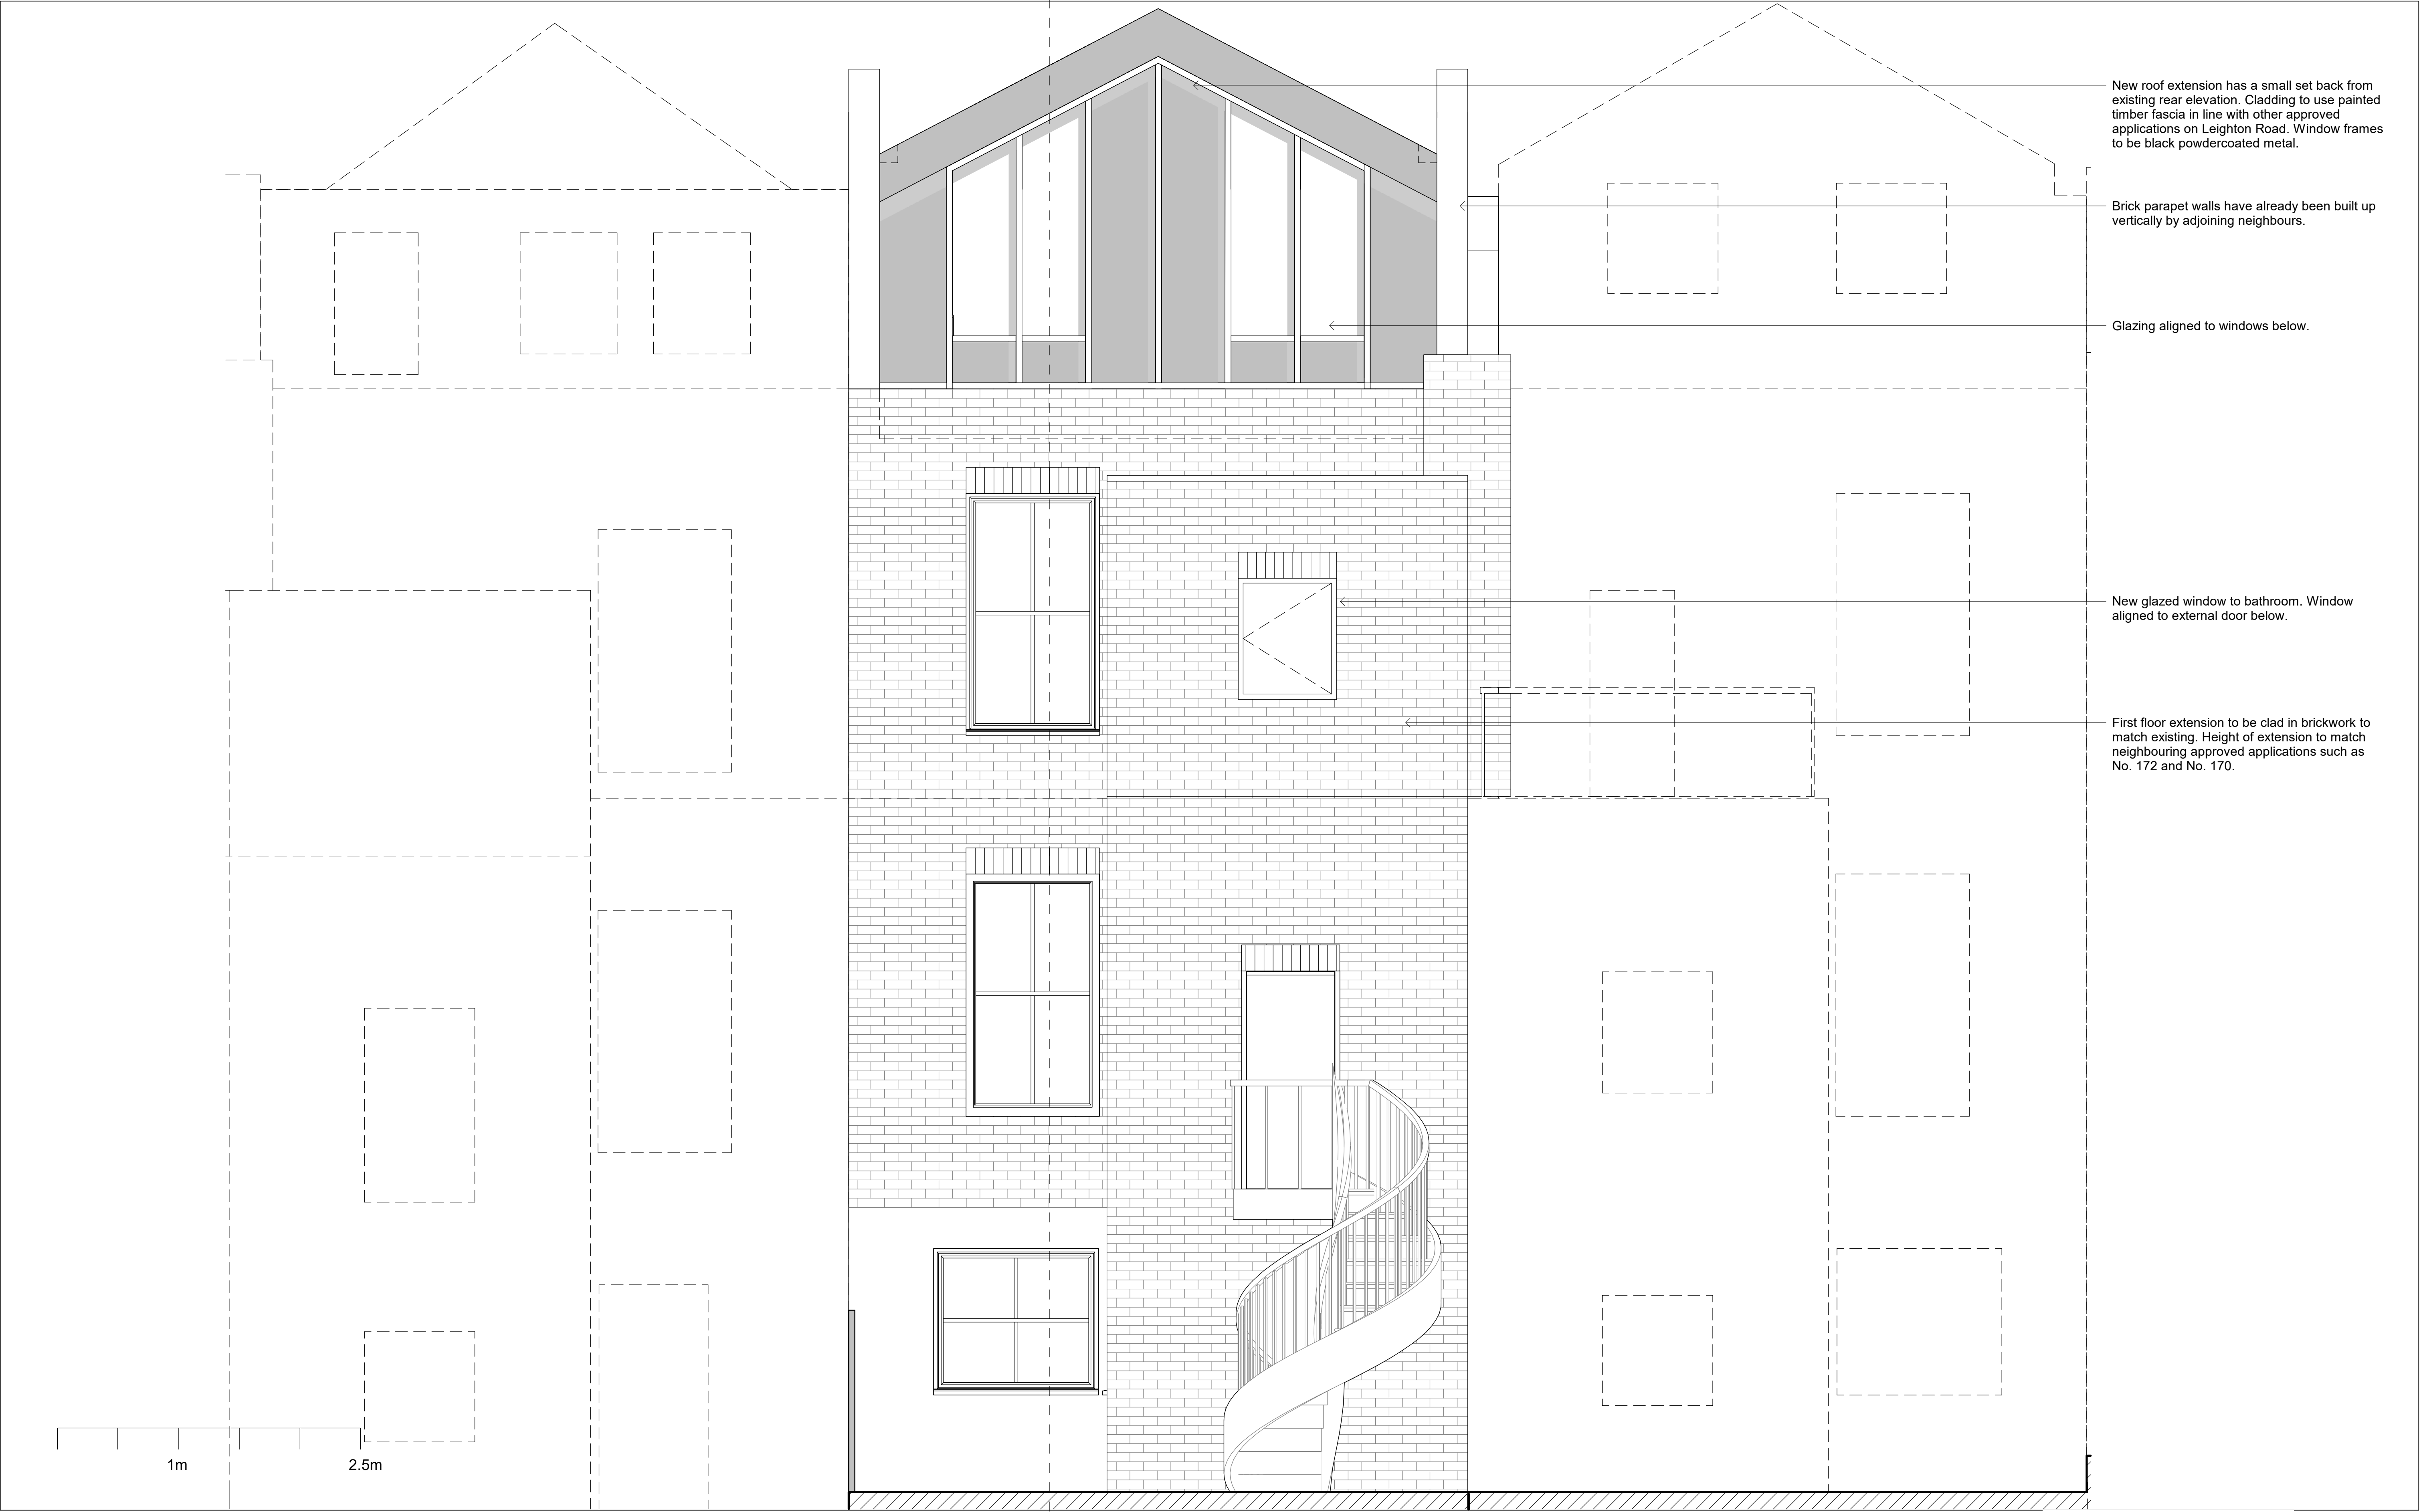 New roof extension has a small set back from
existing rear elevation. Cladding to use painted
timber fascia in line with other approved
applications on Leighton Road. Window frames
to be black powdercoated metal.
Brick parapet walls have already been built up
vertically by adjoining neighbours.
Glazing aligned to windows below.
New glazed window to bathroom. Window
aligned to external door below.
First floor extension to be clad in brickwork to
match existing. Height of extension to match
neighbouring approved applications such as
No. 172 and No. 170.
1m
2.5m